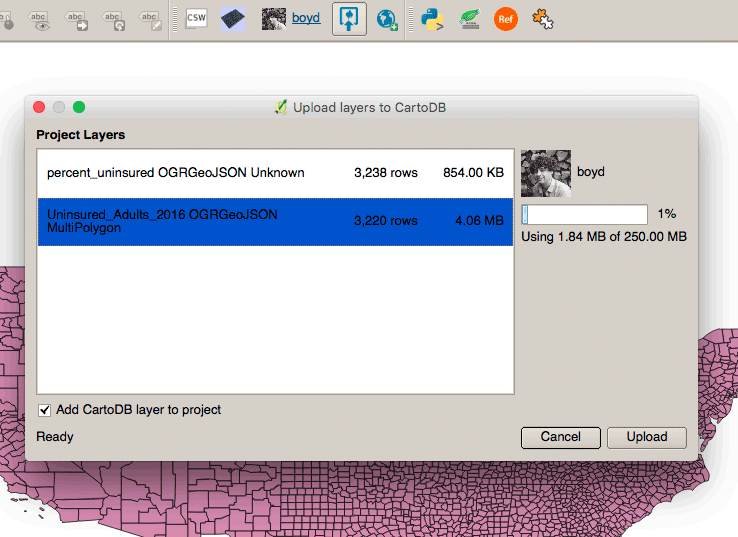 abc abc abc abc CSW boyd Ref
Upload layers to CartoDB
Project Layers
percent_uninsured OGRGeoJSON Unknown 3,238 rows 854.00 KB
boyd
Uninsured_Adults_2016 OGRGeoJSON
MultiPolygon 3,220 rows 4.06 MB
1%
Using 1.84 MB of 250.00 MB
Add CartoDB layer to project
Ready
Cancel Upload